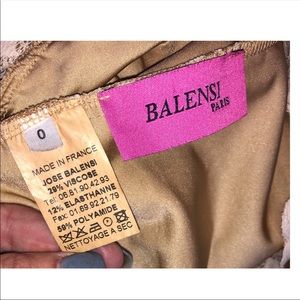 0
MADE IN FRANCE
JOSE BALENSI
29% VISCOSE
Tel: 06.81.90.42.93
12% ELASTHANNE
Fax: 01.69.92.21.79
59% POLYAMIDE
NETTOYAGE A SEC
BALENSI
PARIS